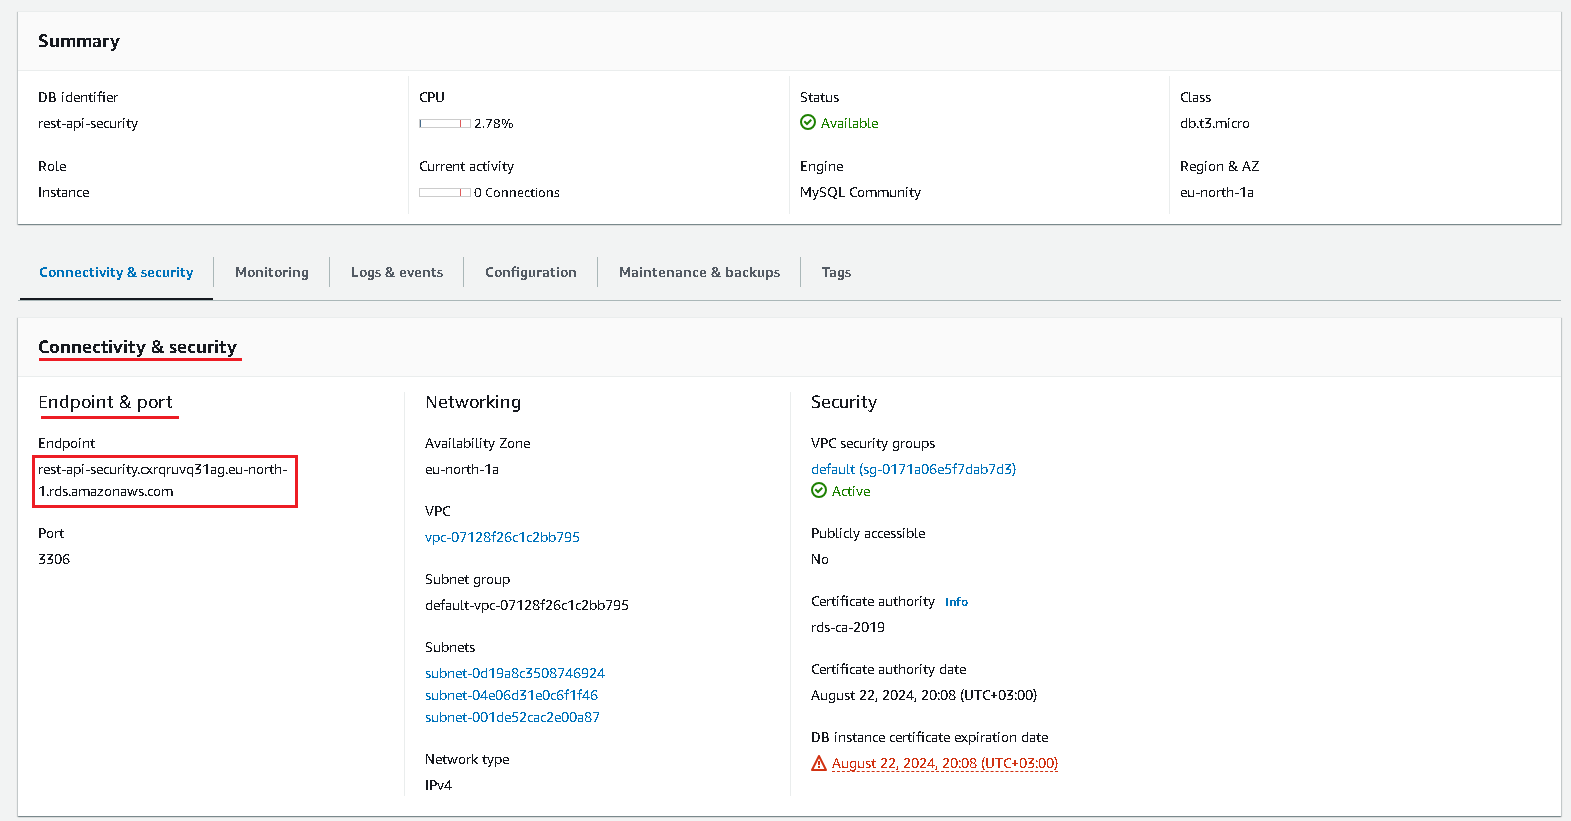 Summary
DB identifier
rest-api-security
CPU
2.78%
Status
Available
Class
db.t3.micro
Role
Instance
Current activity
0 Connections
Engine
MySQL Community
Region & AZ
eu-north-1a
Connectivity & security
Monitoring
Logs & events
Configuration
Maintenance & backups
Tags
Connectivity & security
Endpoint & port
Endpoint
rest-api-security.cxrqruvq31ag.eu-north-
1.rds.amazonaws.com
Port
3306
Networking
Availability Zone
eu-north-1a
VPC
vpc-07128f26c1c2bb795
Subnet group
default-vpc-07128f26c1c2bb795
Subnets
subnet-0d19a8c3508746924
subnet-04e06d31e0c6f1f46
subnet-001de52cac2e00a87
Network type
IPv4
Security
VPC security groups
default (sg-0171a06e5f7dab7d3)
Active
Publicly accessible
No
Certificate authority Info
rds-ca-2019
Certificate authority date
August 22, 2024, 20:08 (UTC+03:00)
DB instance certificate expiration date
August 22, 2024, 20:08 (UTC+03:00)